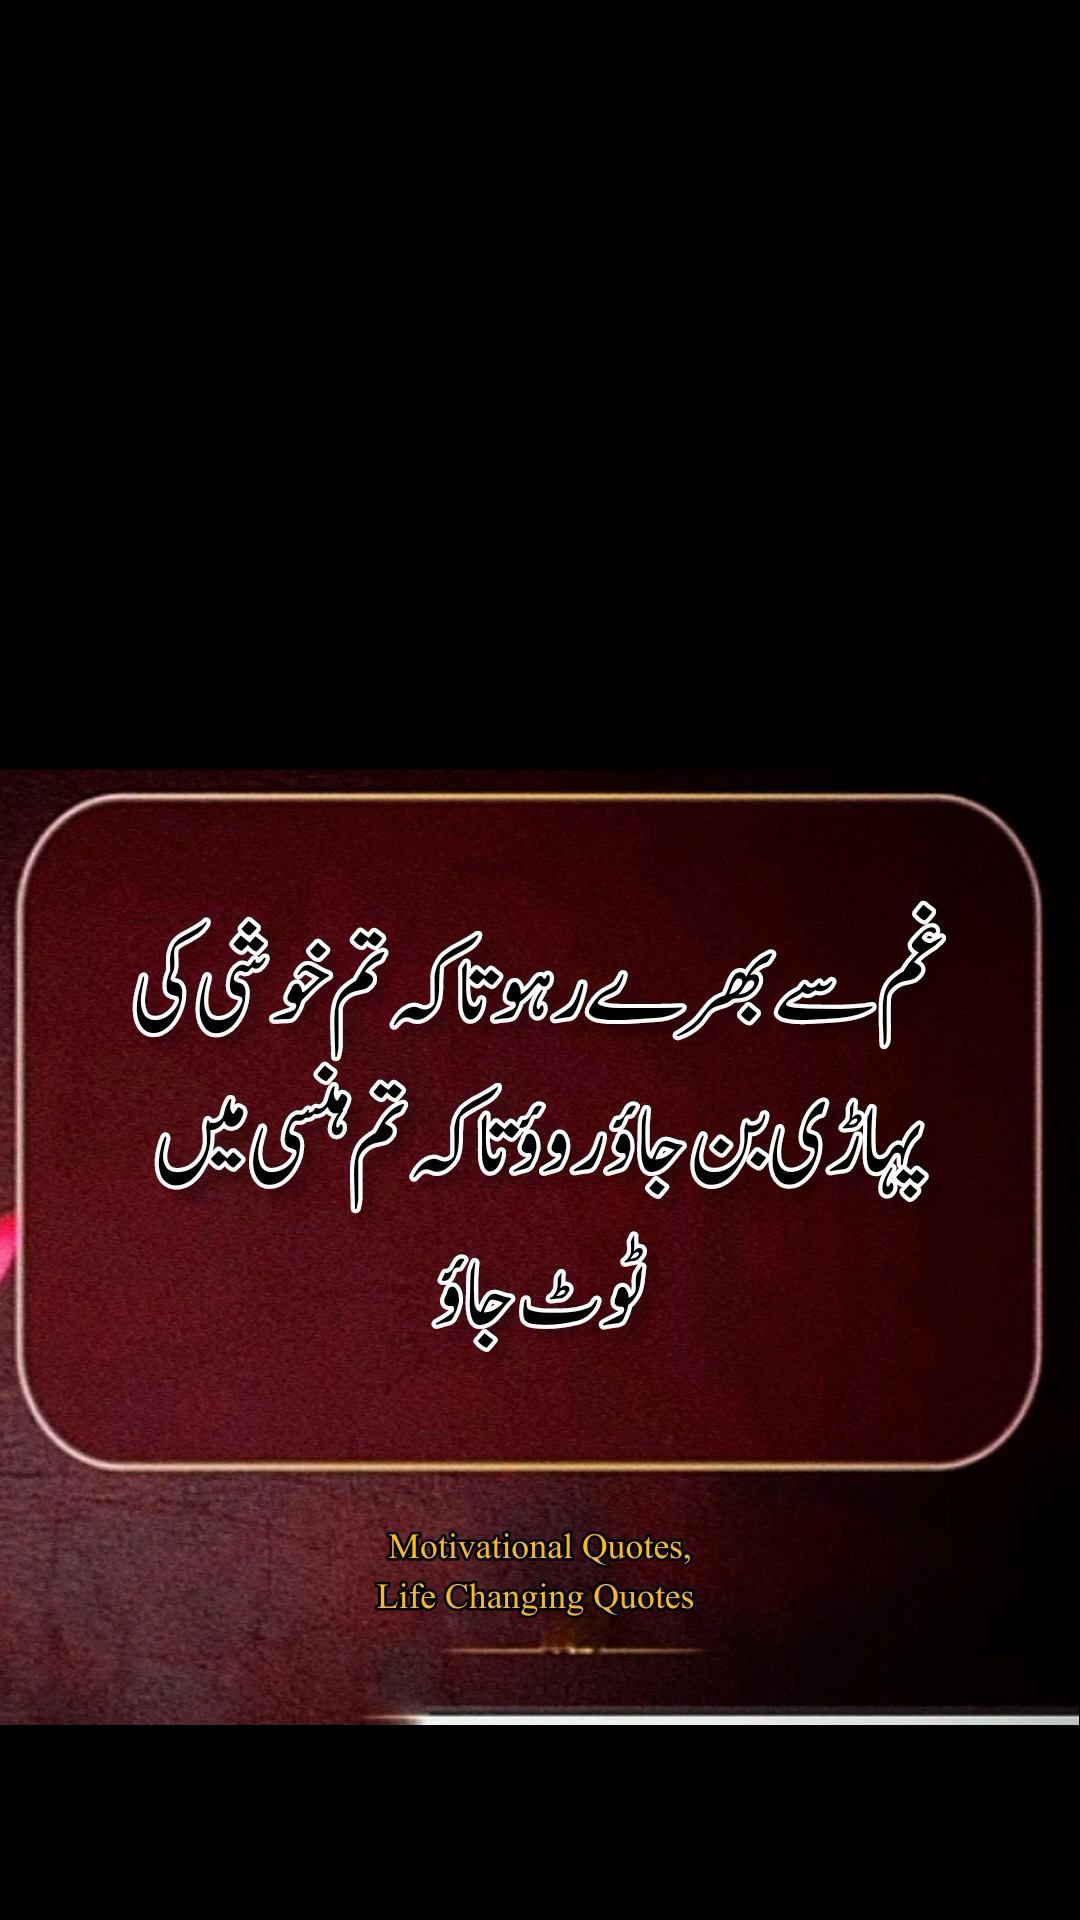 غم سے بھرے رہو تاکہ تم خوشی کی
پہاڑی بن جاؤ روؤ تاکہ تم ہنسی میں
ٹوٹ جاؤ
Motivational Quotes,
Life Changing Quotes